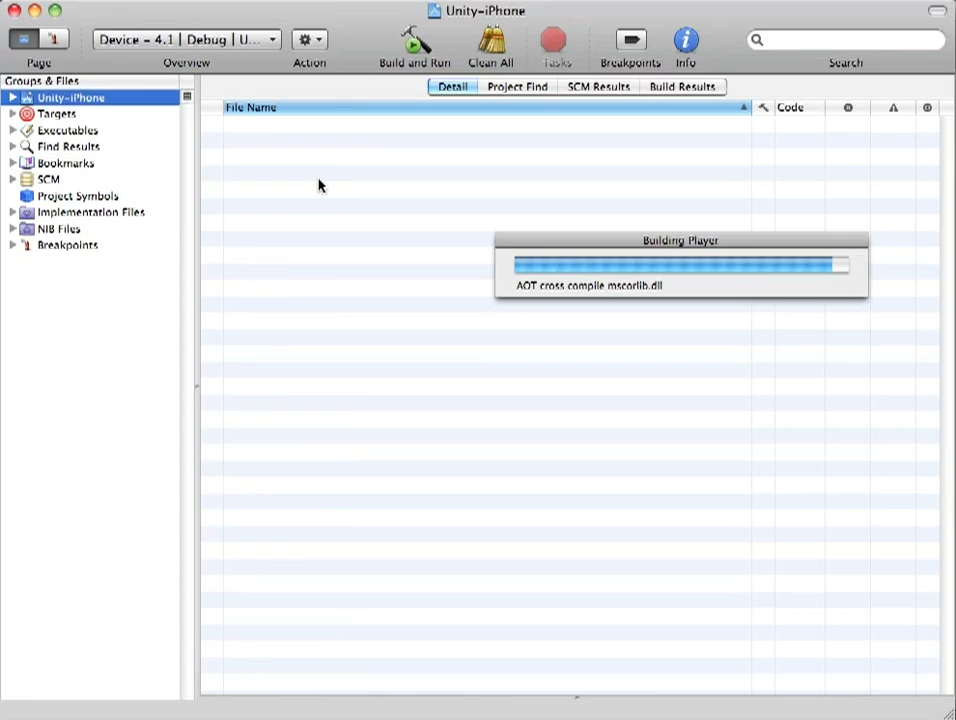 Unity-iPhone
Device - 4.1 | Debug | U...
Page
Overview
Action
Build and Run
Clean All
Tasks
Breakpoints
Info
Search
Groups & Files
Unity-iPhone
Targets
Executables
Find Results
Bookmarks
SCM
Project Symbols
Implementation Files
NIB Files
Breakpoints
Detail
Project Find
SCM Results
Build Results
File Name
Code
Building Player
AOT cross compile mscorlib.dll